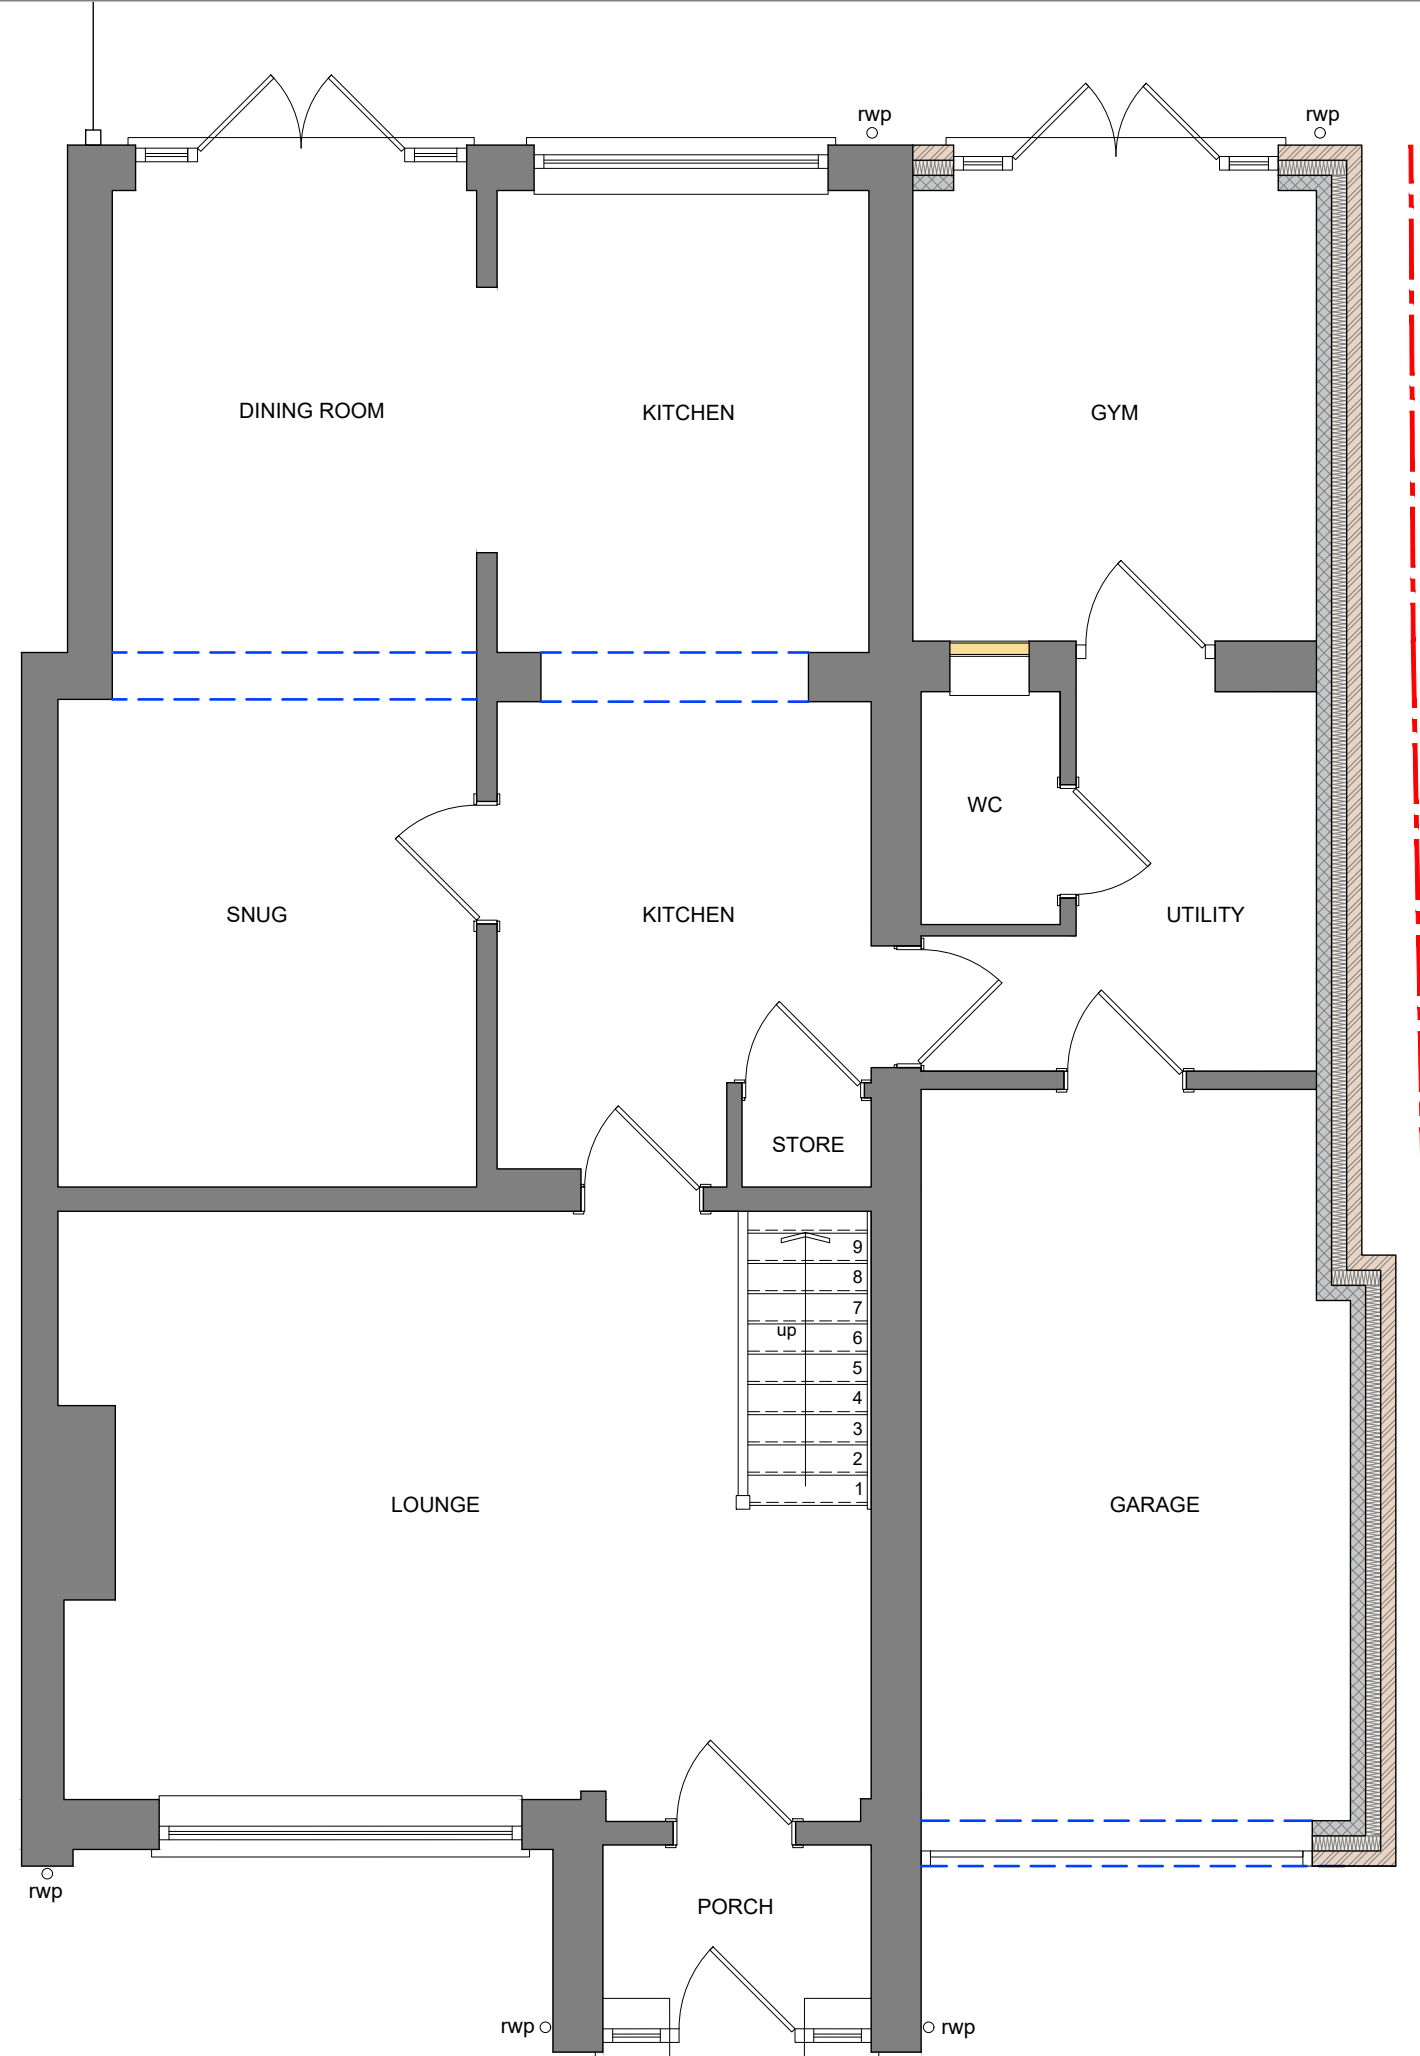 rwp
rwp
DINING ROOM
KITCHEN
GYM
WC
SNUG
KITCHEN
UTILITY
STORE
9
8
7
up
6
5
4
3
2
1
LOUNGE
GARAGE
rwp
PORCH
rwp
rwp